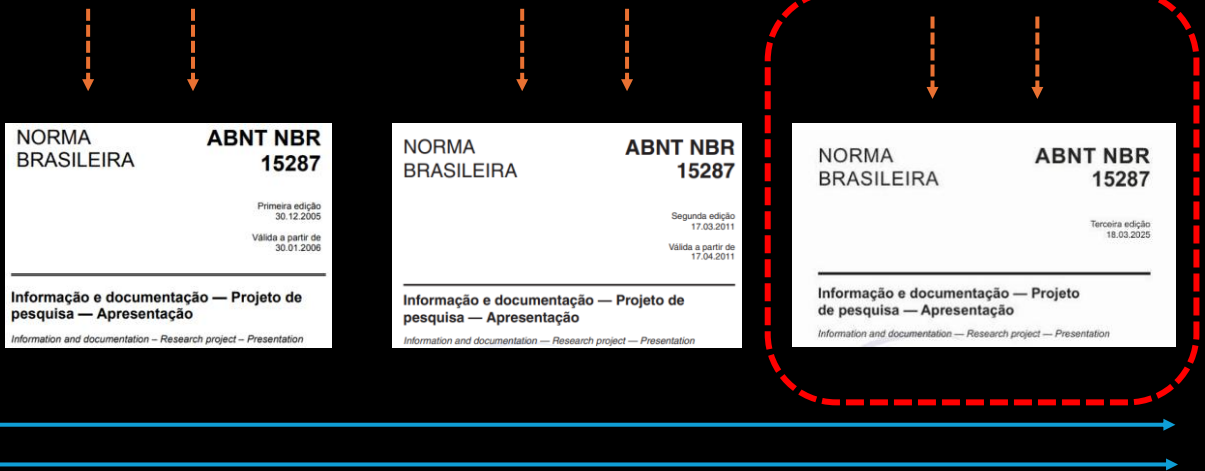 NORMA
BRASILEIRA
ABNT NBR
15287
Primeira edição
30.12.2005
Válida a partir de
30.01.2006
Informação e documentação — Projeto de
pesquisa — Apresentação
Information and documentation – Research project – Presentation
NORMA
BRASILEIRA
ABNT NBR
15287
Segunda edição
17.03.2011
Válida a partir de
17.04.2011
Informação e documentação — Projeto de
pesquisa — Apresentação
Information and documentation — Research project — Presentation
NORMA
BRASILEIRA
ABNT NBR
15287
Terceira edição
18.03.2025
Informação e documentação — Projeto
de pesquisa — Apresentação
Information and documentation — Research project — Presentation